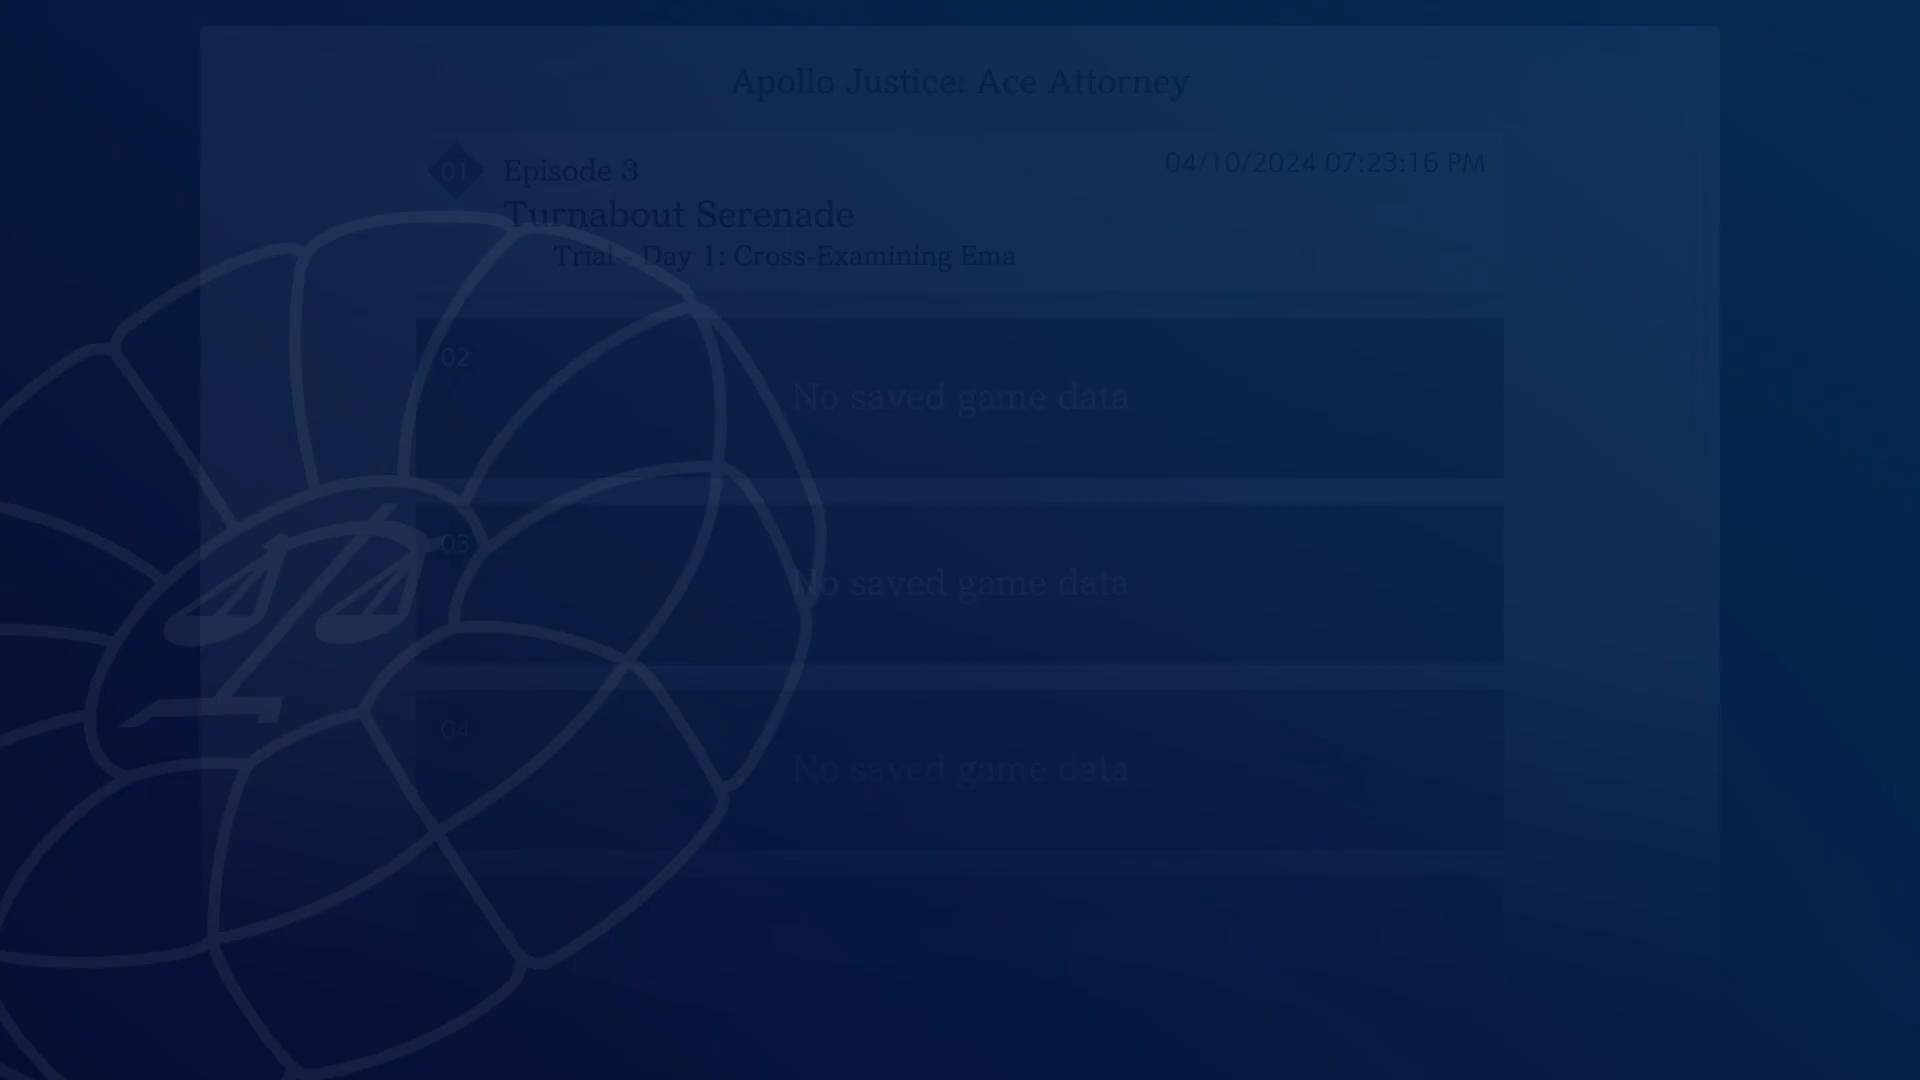 Apollo Justice: Ace Attorney
01
Episode 3
04/10/2024 07:23:16 PM
Turnabout Serenade
Trial - Day 1: Cross-Examining Ema
02
No saved game data
03
No saved game data
04
No saved game data